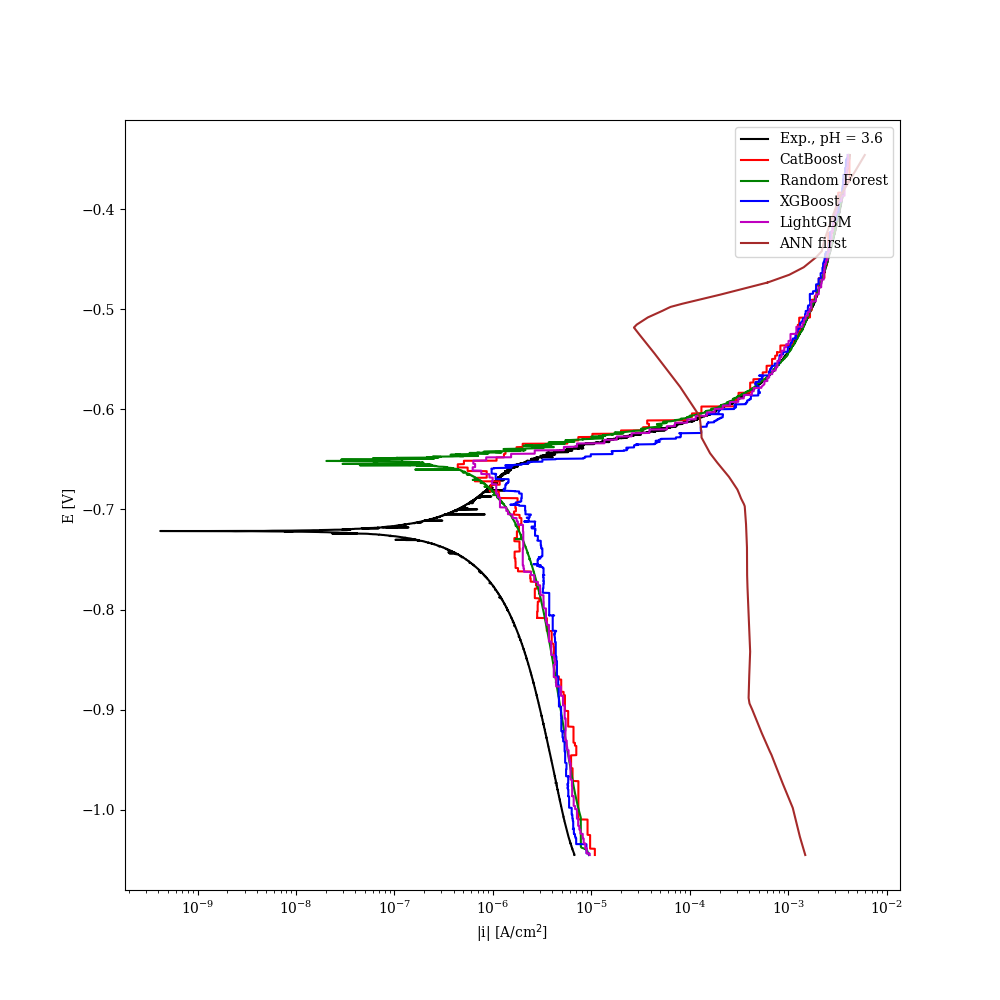 Exp., pH = 3.6
CatBoost
Random Forest
XGBoost
LightGBM
ANN first
−0.4
−0.5
−0.6
−0.7
−0.8
−0.9
−1.0
E [V]
10⁻⁹ 10⁻⁸ 10⁻⁷ 10⁻⁶ 10⁻⁵ 10⁻⁴ 10⁻³ 10⁻²
|i| [A/cm²]